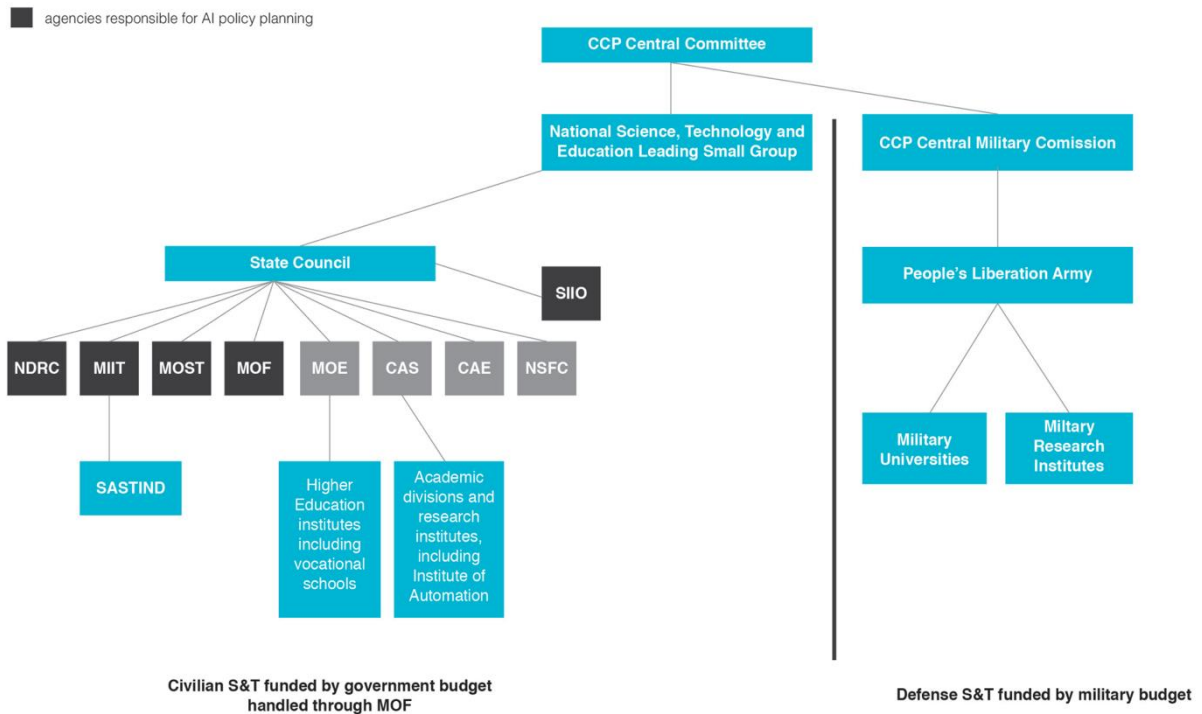 agencies responsible for AI policy planning
CCP Central Committee
National Science, Technology and
Education Leading Small Group
CCP Central Military Comission
State Council
SIIO
People's Liberation Army
NDRC
MIIT
MOST
MOF
MOE
CAS
CAE
NSFC
Military
Universities
Miltary
Research
Institutes
SASTIND
Higher
Education
institutes
including
vocational
schools
Academic
divisions and
research
institutes,
including
Institute of
Automation
Civilian S&T funded by government budget
handled through MOF
Defense S&T funded by military budget